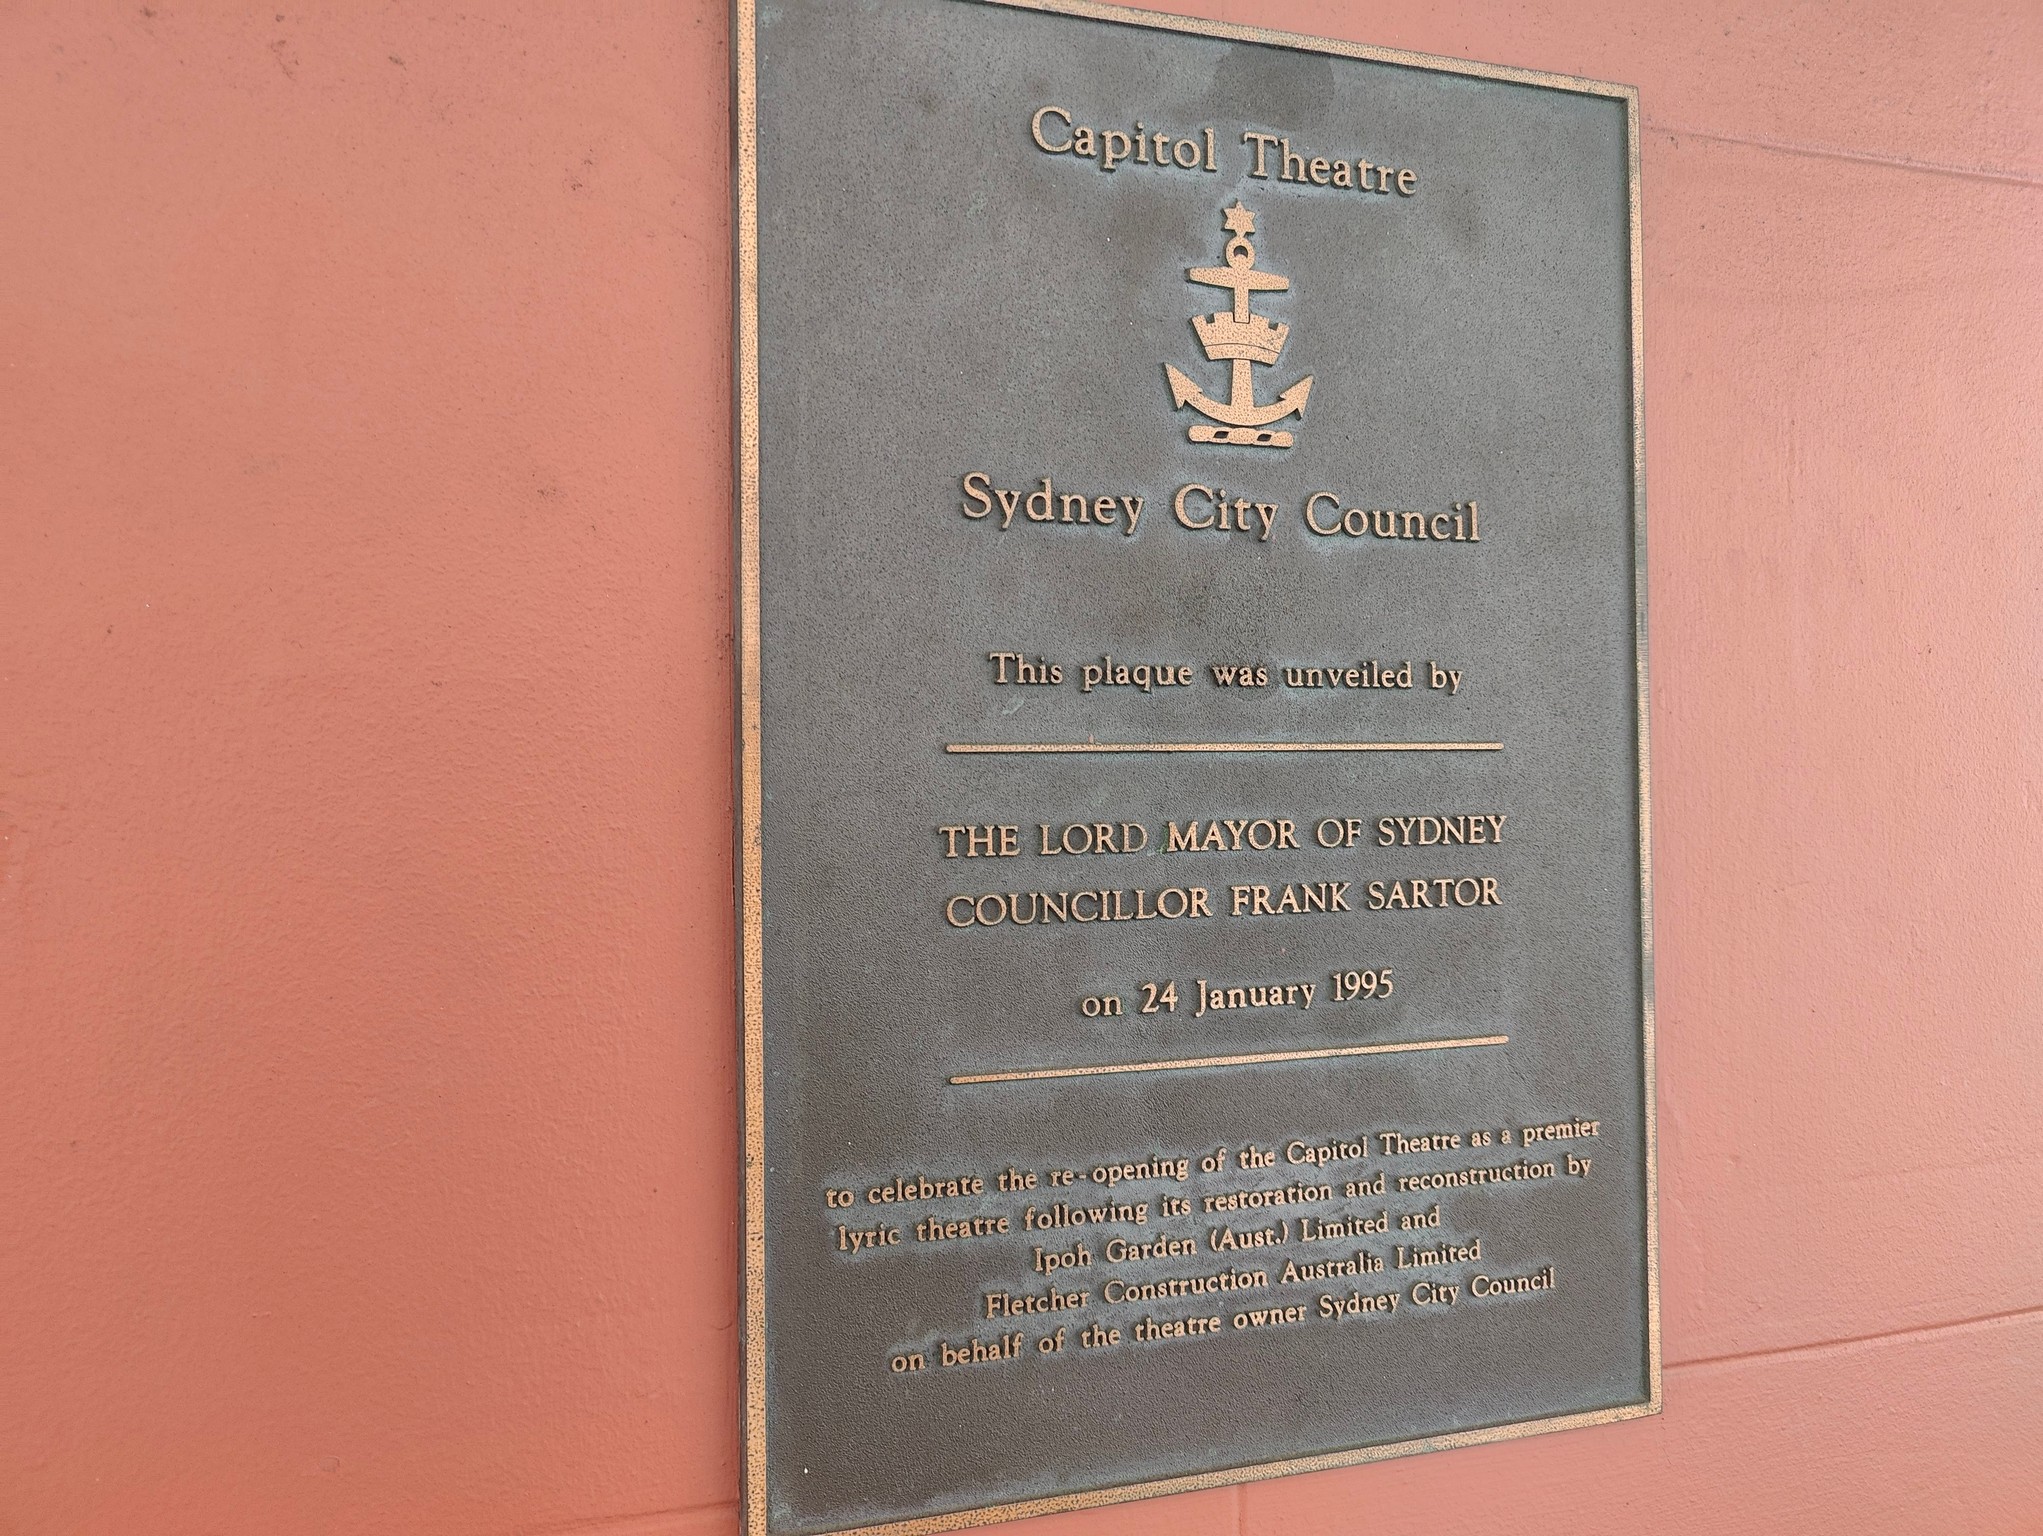 Capitol Theatre
Sydney City Council
This plaque was unveiled by
THE LORD MAYOR OF SYDNEY
COUNCILLOR FRANK SARTOR
on 24 January 1995
to celebrate the re-opening of the Capitol Theatre as a premier
lyric theatre following its restoration and reconstruction by
Ipoh Garden (Aust.) Limited and
Fletcher Construction Australia Limited
on behalf of the theatre owner Sydney City Council